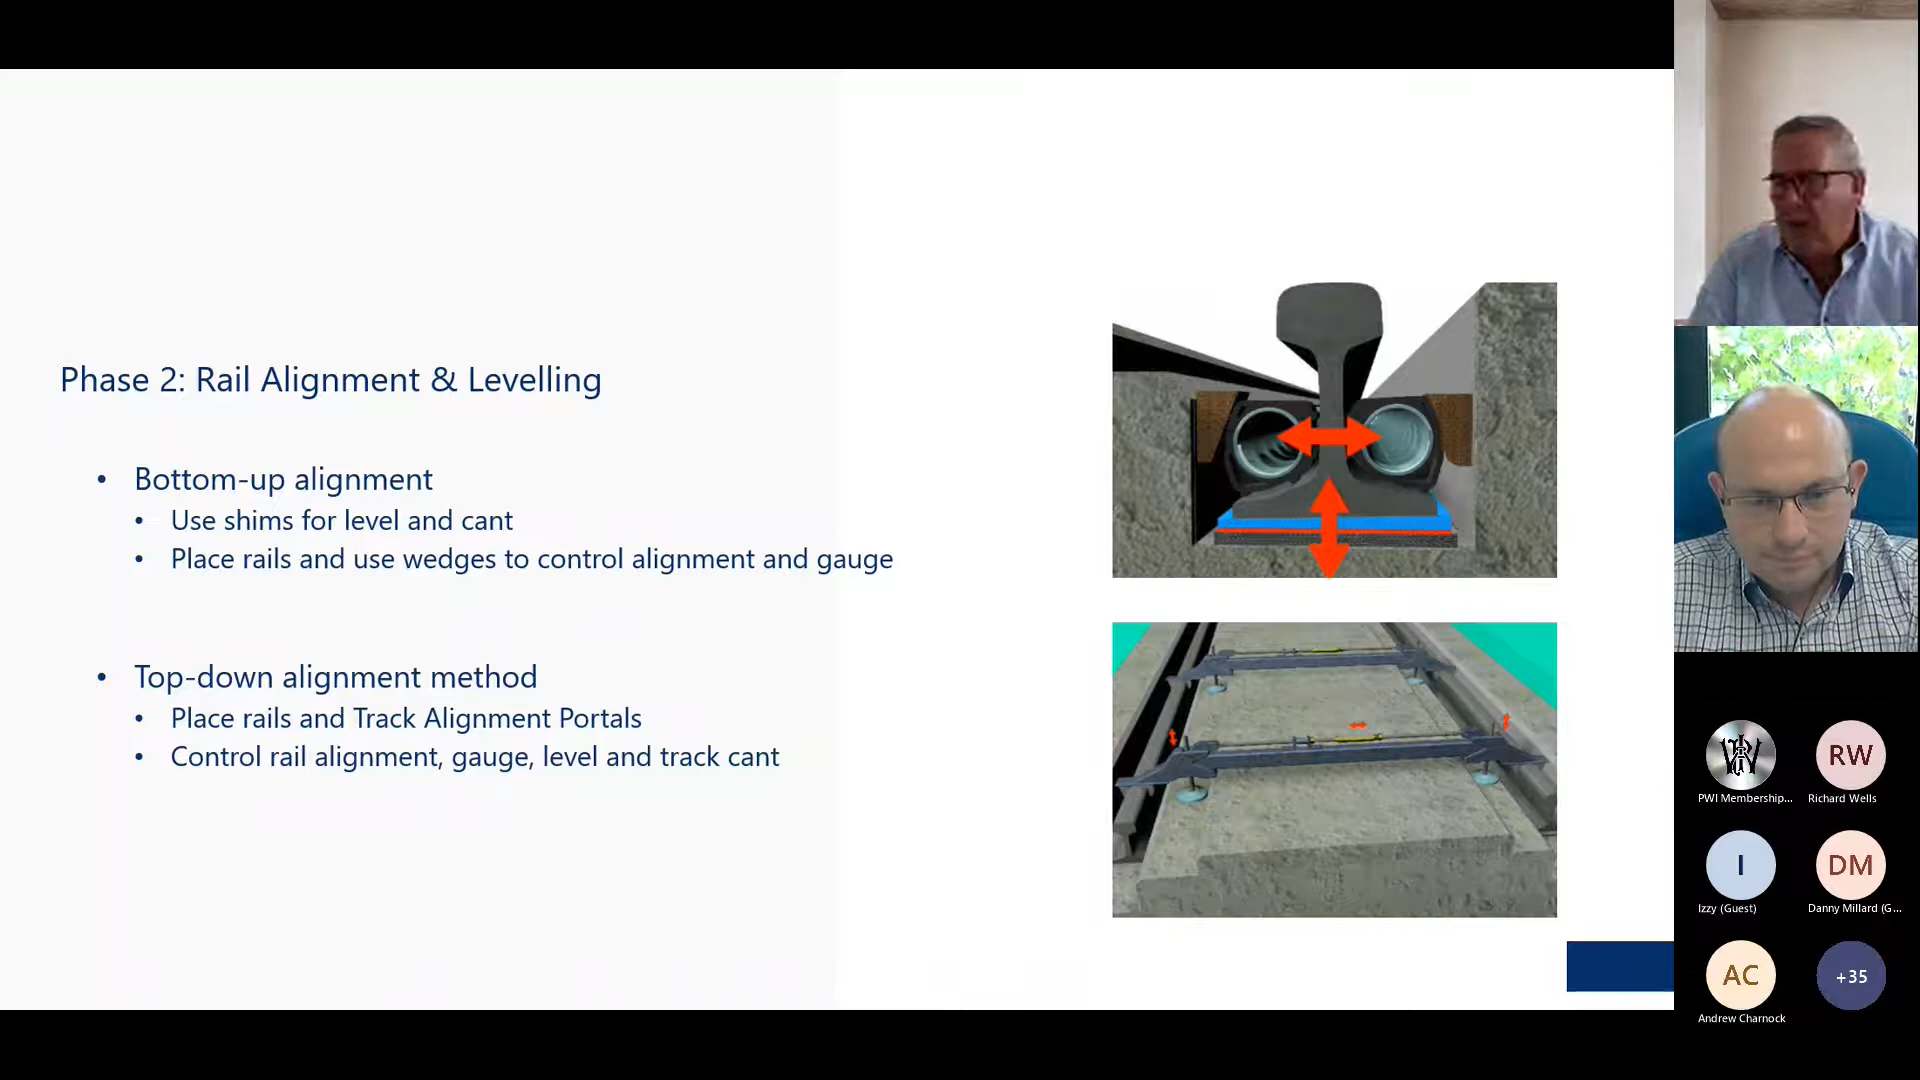 Phase 2: Rail Alignment & Levelling
• Bottom-up alignment
• Use shims for level and cant
• Place rails and use wedges to control alignment and gauge
• Top-down alignment method
• Place rails and Track Alignment Portals
• Control rail alignment, gauge, level and track cant
RW
PWI Membership... Richard Wells
I DM
Izzy (Guest) Danny Millard (G...
AC +35
Andrew Charnock